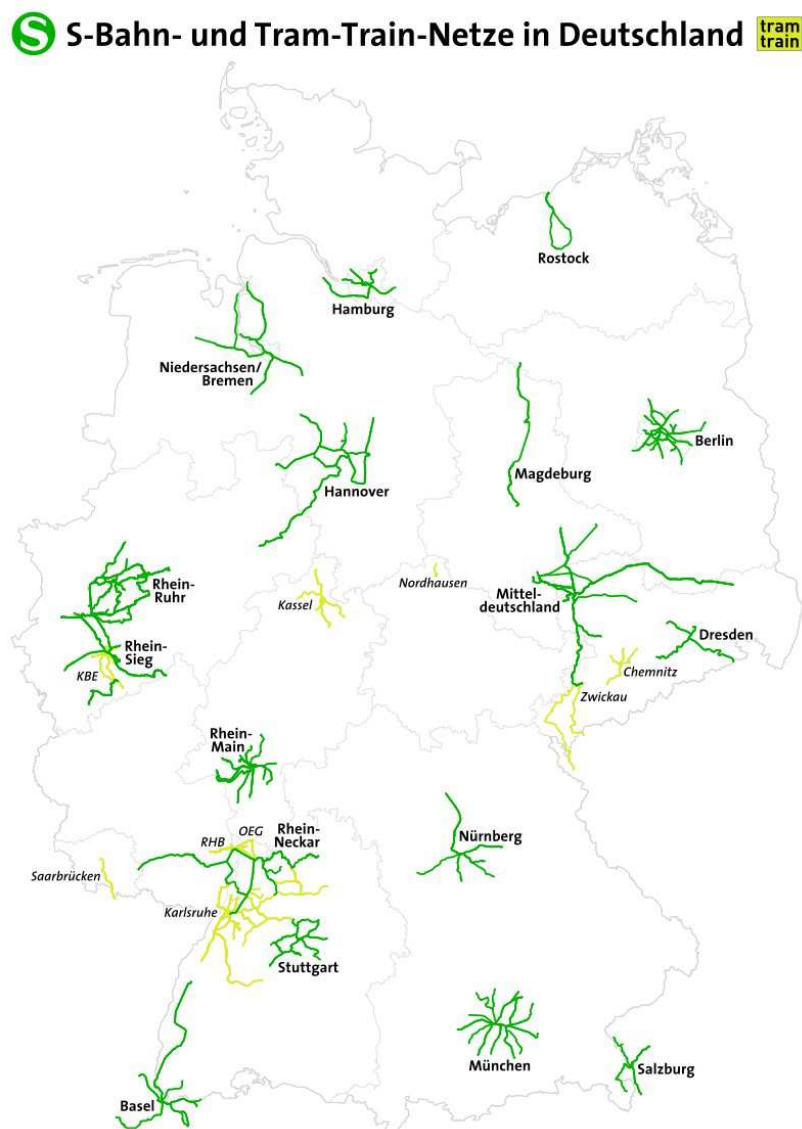 S S-Bahn- und Tram-Train-Netze in Deutschland tram
train
Rostock
Hamburg
Niedersachsen/
Bremen
Berlin
Magdeburg
Hannover
Rhein-
Ruhr
Nordhausen
Kassel
Mittel-
deutschland
Dresden
Rhein-
Sieg
KBE
Chemnitz
Zwickau
Rhein-
Main
OEG
Rhein-
Neckar
RHB
Nürnberg
Saarbrücken
Karlsruhe
Stuttgart
München
Salzburg
Basel